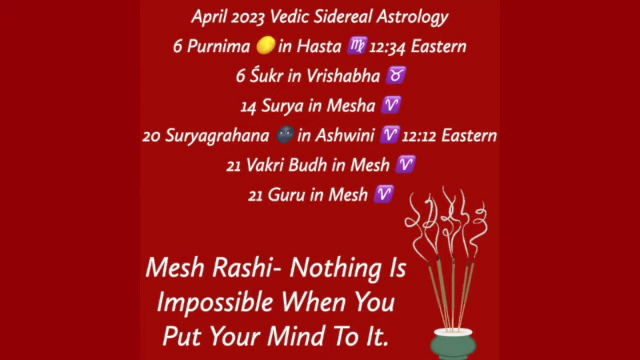 April 2023 Vedic Sidereal Astrology
6 Purnima 🌕 in Hasta ♍ 12:34 Eastern
6 Śukr in Vrishabha ♉
14 Surya in Mesha ♈
20 Suryagrahana 🌚 in Ashwini ♈ 12:12 Eastern
21 Vakri Budh in Mesh ♈
21 Guru in Mesh ♈
Mesh Rashi- Nothing Is
Impossible When You
Put Your Mind To It.